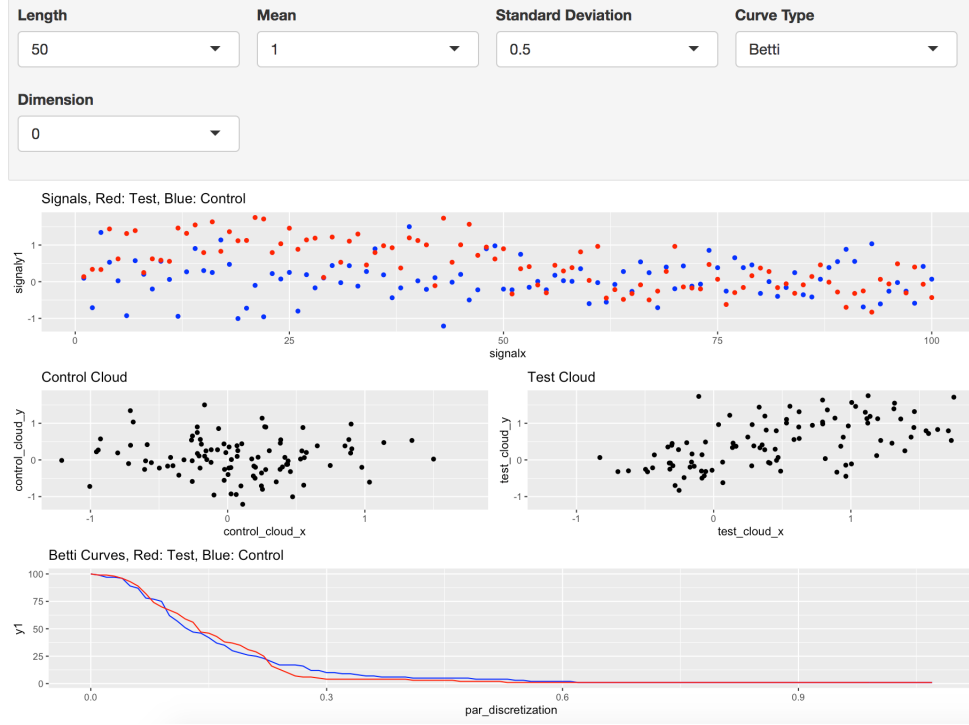 Length Mean Standard Deviation Curve Type
50 1 0.5 Betti
Dimension
0
Signals, Red: Test, Blue: Control
signaly1
1
0
-1
0 25 50 75 100
signalx
Control Cloud
control_cloud_y
1
0
-1
-1 0 1
control_cloud_x
Test Cloud
test_cloud_y
1
0
-1
-1 0 1
test_cloud_x
Betti Curves, Red: Test, Blue: Control
y1
100
75
50
25
0
0.0 0.3 0.6 0.9
par_discretization